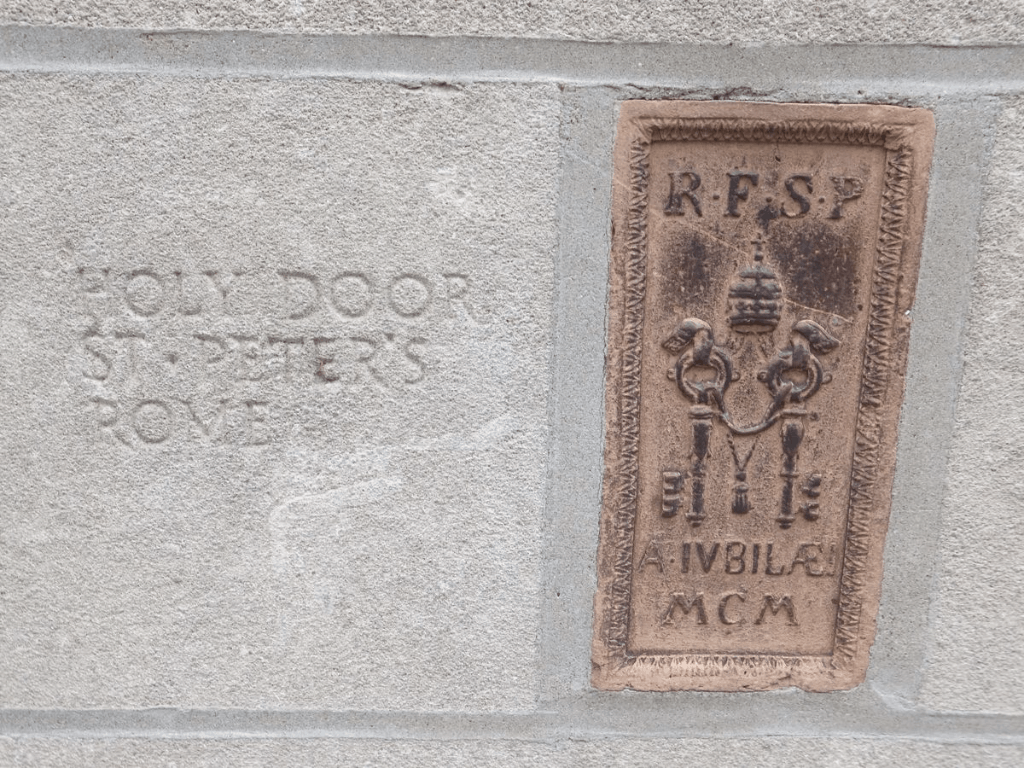 HOLY DOOR
ST · PETER'S
ROME
R·F·S·P
A·IVBILÆI
MCM